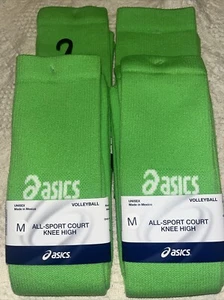 2
asics
asics
UNISEX
Made in Mexico
VOLLEYBALL
M
ALL-SPORT COURT
KNEE HIGH
asics
UNISEX
Made in Mexico
VOLLEYBALL
M
ALL-SPORT COURT
KNEE HIGH
asics